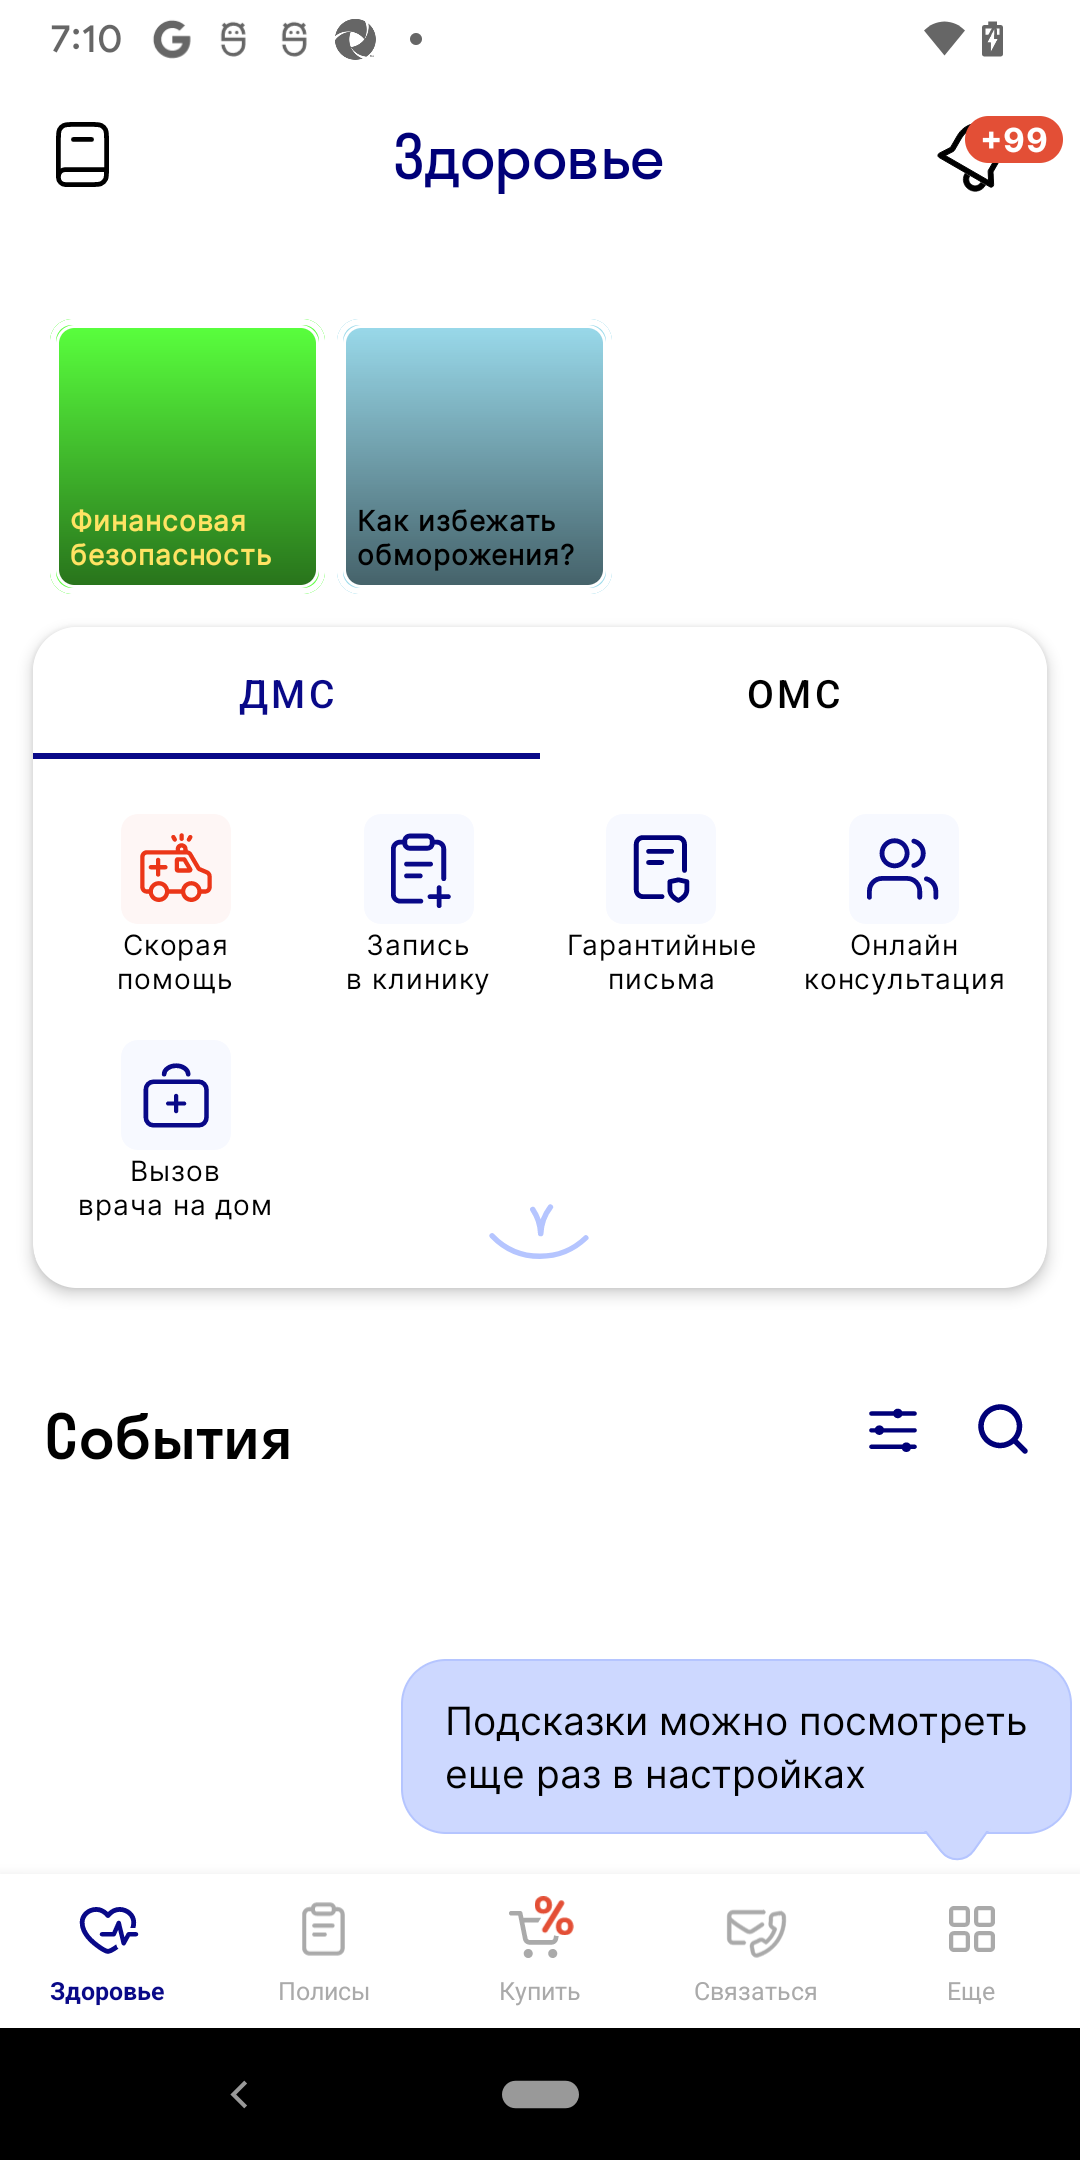 7:10
Здоровье
+99
Финансовая
безопасность
Как избежать
обморожения?
ДМС
ОМС
Скорая
помощь
Запись
в клинику
Гарантийные
письма
Онлайн
консультация
Вызов
врача на дом
События
Подсказки можно посмотреть
еще раз в настройках
Здоровье
Полисы
Купить
Связаться
Еще